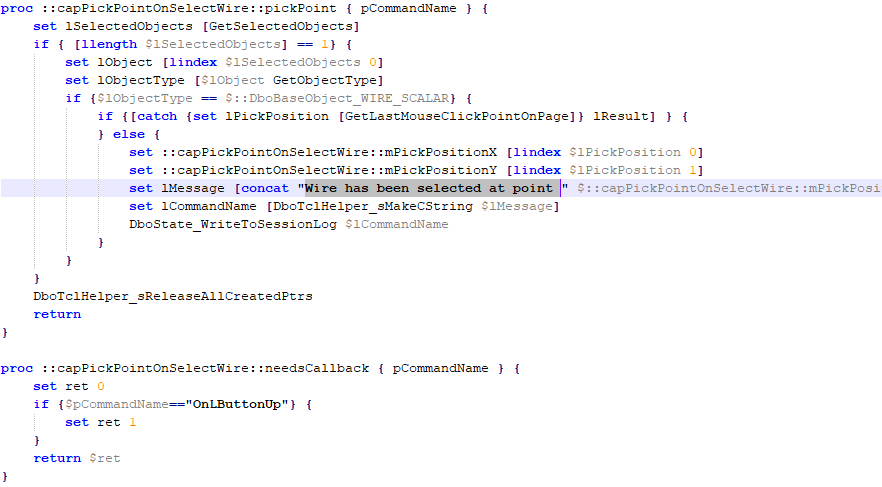 proc ::capPickPointOnSelectWire::pickPoint { pCommandName } {
    set lSelectedObjects [GetSelectedObjects]
    if { [llength $lSelectedObjects] == 1} {
        set lObject [lindex $lSelectedObjects 0]
        set lObjectType [$lObject GetObjectType]
        if {$lObjectType == $::DboBaseObject_WIRE_SCALAR} {
            if {[catch {set lPickPosition [GetLastMouseClickPointOnPage]} lResult] } {
            } else {
                set ::capPickPointOnSelectWire::mPickPositionX [lindex $lPickPosition 0]
                set ::capPickPointOnSelectWire::mPickPositionY [lindex $lPickPosition 1]
                set lMessage [concat "Wire has been selected at point " $::capPickPointOnSelectWire::mPickPosi
                set lCommandName [DboTclHelper_sMakeCString $lMessage]
                DboState_WriteToSessionLog $lCommandName
            }
        }
    }
    DboTclHelper_sReleaseAllCreatedPtrs
    return
}
proc ::capPickPointOnSelectWire::needsCallback { pCommandName } {
    set ret 0
    if {$pCommandName=="OnLButtonUp"} {
        set ret 1
    }
    return $ret
}